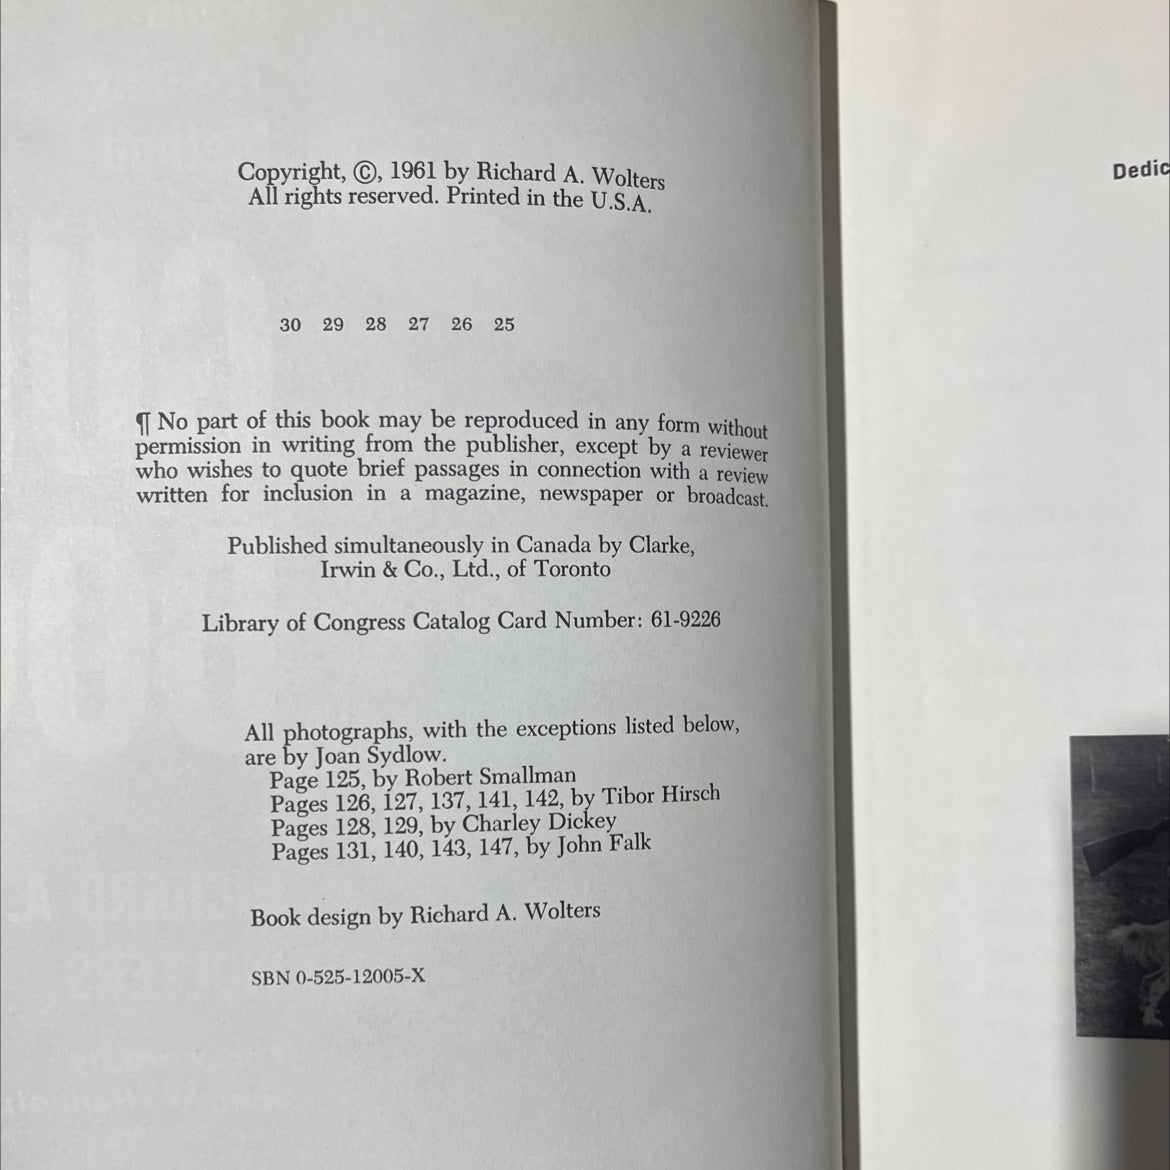 Copyright, ©, 1961 by Richard A. Wolters
All rights reserved. Printed in the U.S.A.
30 29 28 27 26 25
¶ No part of this book may be reproduced in any form without
permission in writing from the publisher, except by a reviewer
who wishes to quote brief passages in connection with a review
written for inclusion in a magazine, newspaper or broadcast.
Published simultaneously in Canada by Clarke,
Irwin & Co., Ltd., of Toronto
Library of Congress Catalog Card Number: 61-9226
All photographs, with the exceptions listed below,
are by Joan Sydlow.
Page 125, by Robert Smallman
Pages 126, 127, 137, 141, 142, by Tibor Hirsch
Pages 128, 129, by Charley Dickey
Pages 131, 140, 143, 147, by John Falk
Book design by Richard A. Wolters
SBN 0-525-12005-X
Dedic